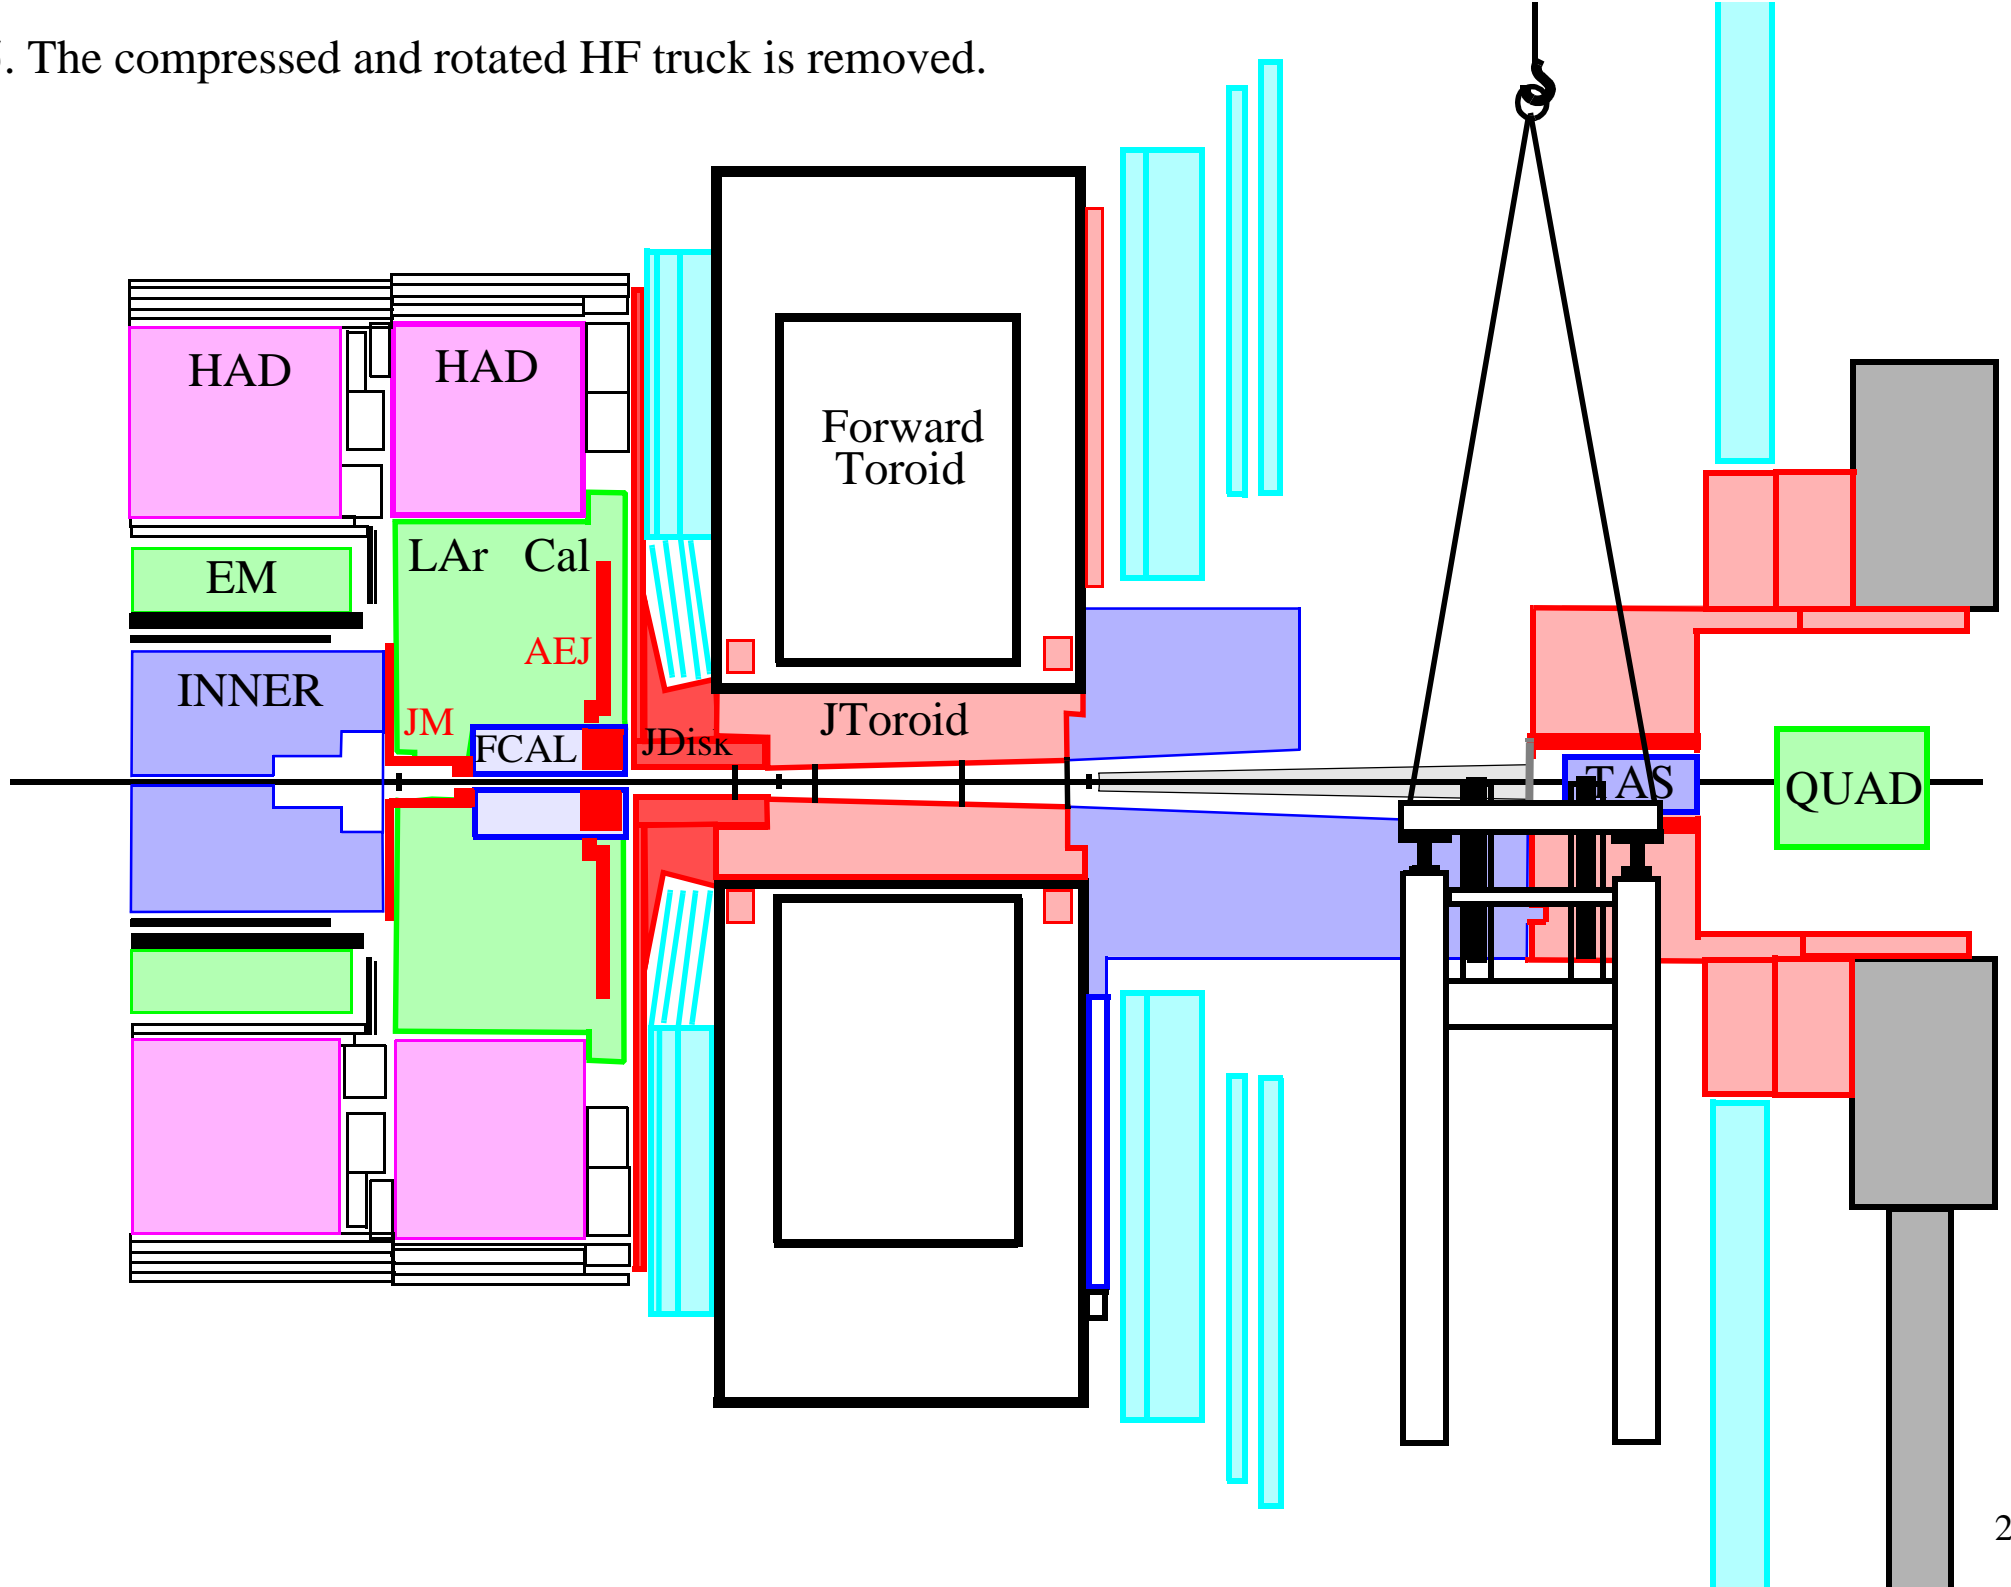 . The compressed and rotated HF truck is removed.
HAD
HAD
Forward
Toroid
LAr Cal
EM
AEJ
INNER
JM
JToroid
FCAL
JDisk
TAS
QUAD
2